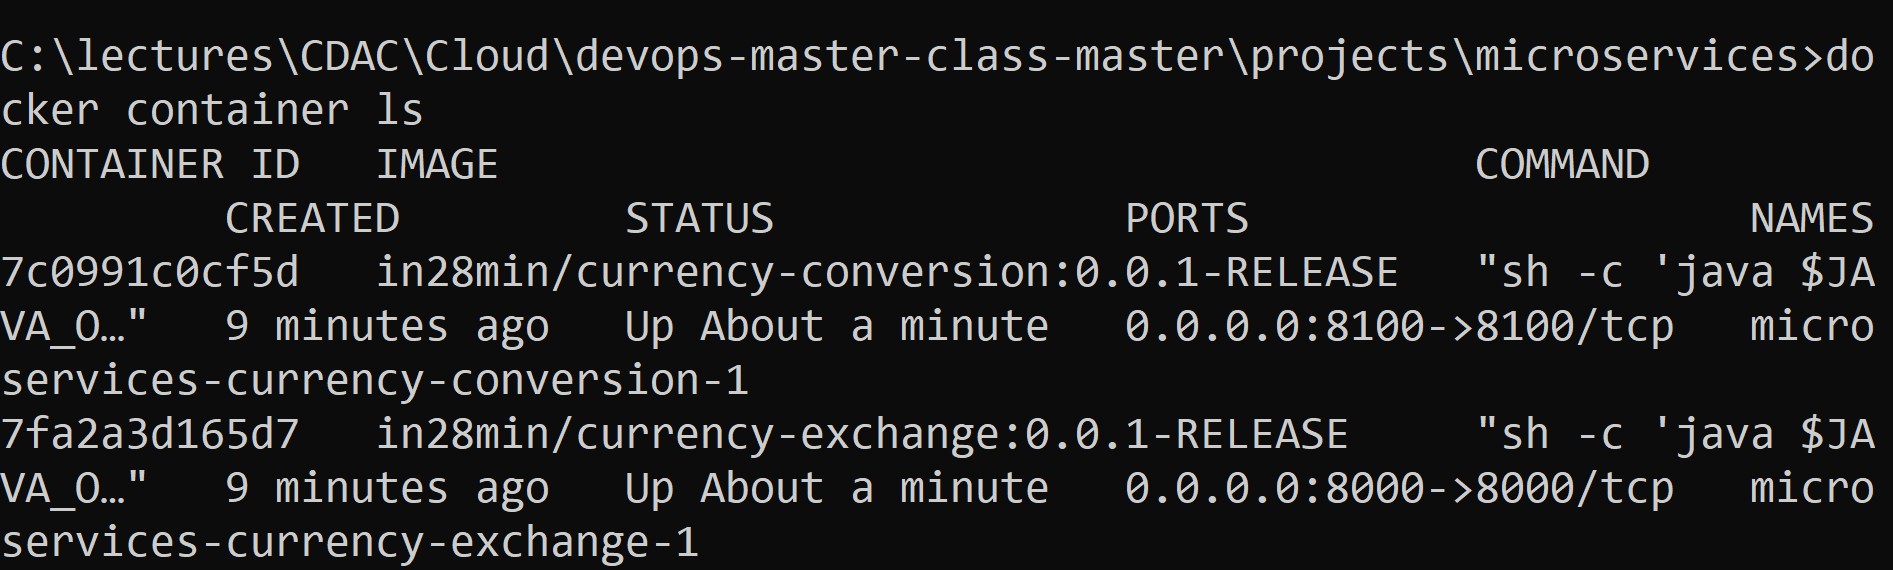 C:\lectures\CDAC\Cloud\devops-master-class-master\projects\microservices>do
cker container ls
CONTAINER ID   IMAGE                                       COMMAND
         CREATED         STATUS              PORTS                    NAMES
7c0991c0cf5d   in28min/currency-conversion:0.0.1-RELEASE   "sh -c 'java $JA
VA_O…"   9 minutes ago   Up About a minute   0.0.0.0:8100->8100/tcp   micro
services-currency-conversion-1
7fa2a3d165d7   in28min/currency-exchange:0.0.1-RELEASE     "sh -c 'java $JA
VA_O…"   9 minutes ago   Up About a minute   0.0.0.0:8000->8000/tcp   micro
services-currency-exchange-1